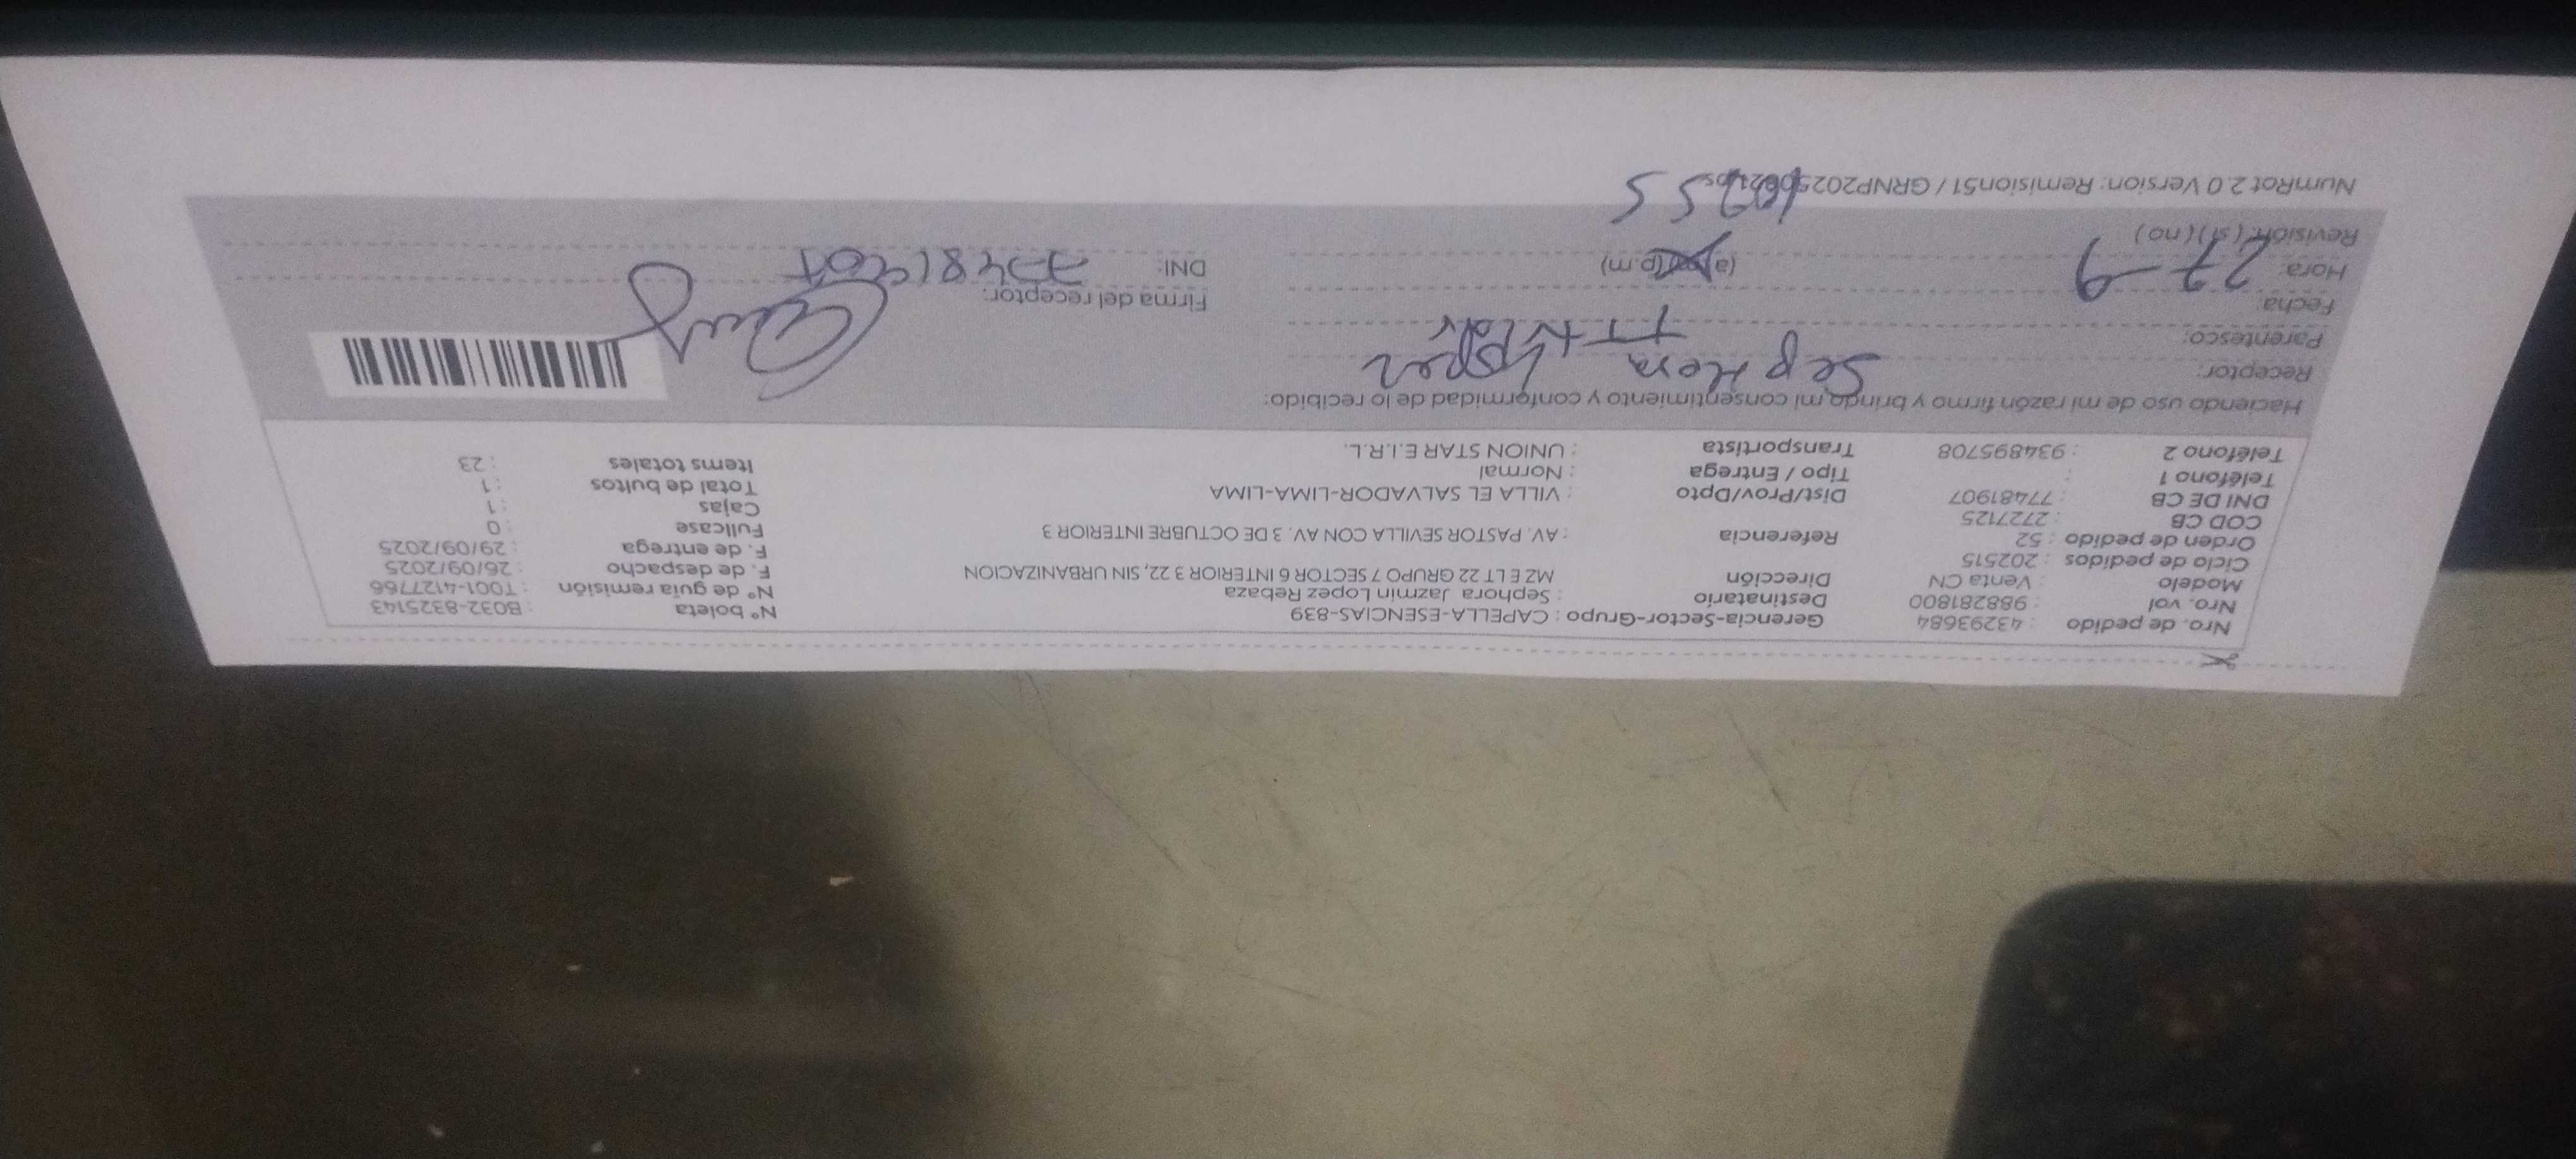 Nro. de pedido : 43293684 Gerencia-Sector-Grupo : CAPELLA-ESENCIAS-839 N° boleta : B032-8325143
Nro. vol : 988281800 Destinatario : Sephora Jazmin Lopez Rebaza N° de guía remisión : T001-4127766
Modelo : Venta CN Dirección MZ E LT 22 GRUPO 7 SECTOR 6 INTERIOR 3 22, SIN URBANIZACION F. de despacho : 26/09/2025
Ciclo de pedidos : 202515 F. de entrega : 29/09/2025
Orden de pedido : 52 Referencia : AV. PASTOR SEVILLA CON AV. 3 DE OCTUBRE INTERIOR 3 Fullcase : 0
COD CB : 2727125 Cajas : 1
DNI DE CB : 77481907 Dist/Prov/Dpto : VILLA EL SALVADOR-LIMA-LIMA Total de bultos : 1
Teléfono 1 : Tipo / Entrega : Normal Items totales : 23
Teléfono 2 : 934895708 Transportista : UNION STAR E.I.R.L.
Haciendo uso de mi razón firmo y brindo mi consentimiento y conformidad de lo recibido:
Receptor: Sephora Lopez
Parentesco: Titular
Fecha: 27-9 Firma del receptor:
Hora: (a.m)(p.m) DNI: 77481907
Revisión: (si) (no) 10255
NumRot 2.0 Version: Remision51 / GRNP2025